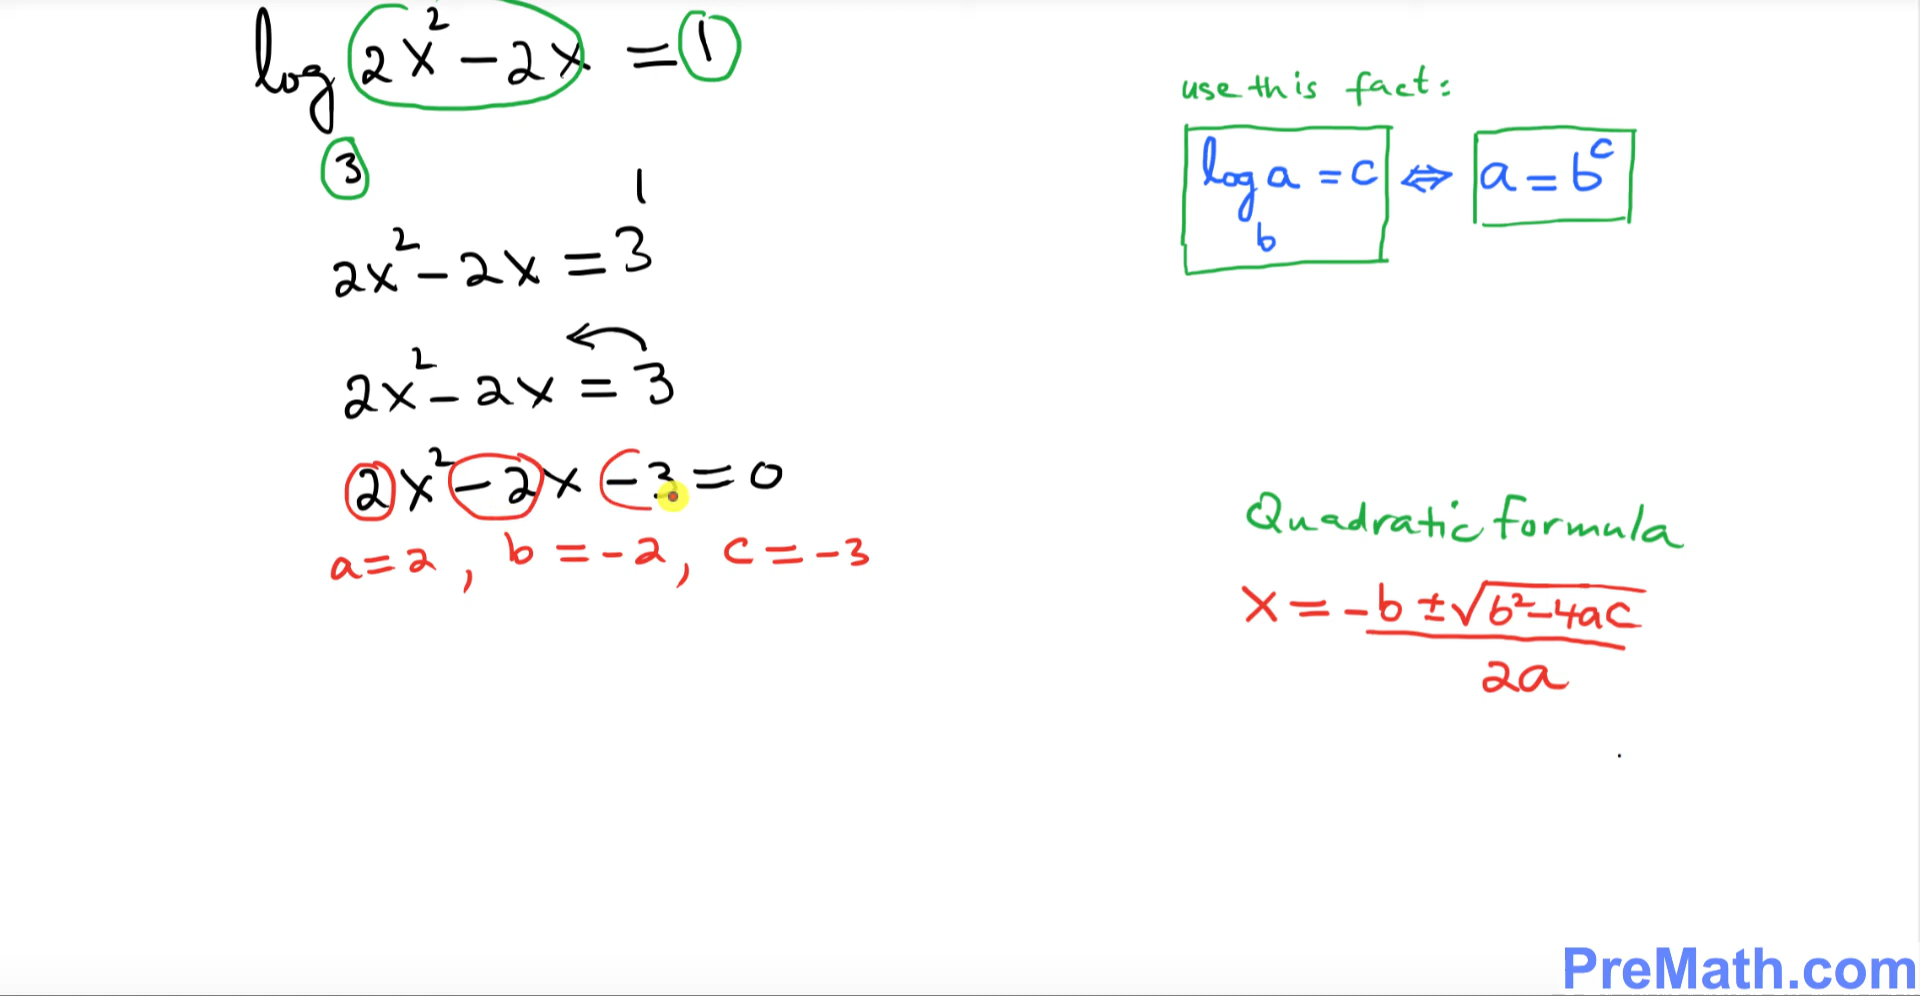 log₃ 2x² - 2x = 1
2x² - 2x = 3¹
2x² - 2x = 3
2x² - 2x - 3 = 0
a = 2, b = -2, c = -3
use this fact:
log_b a = c ⇔ a = b^c
Quadratic formula
x = -b ± √b² - 4ac
2a
PreMath.com